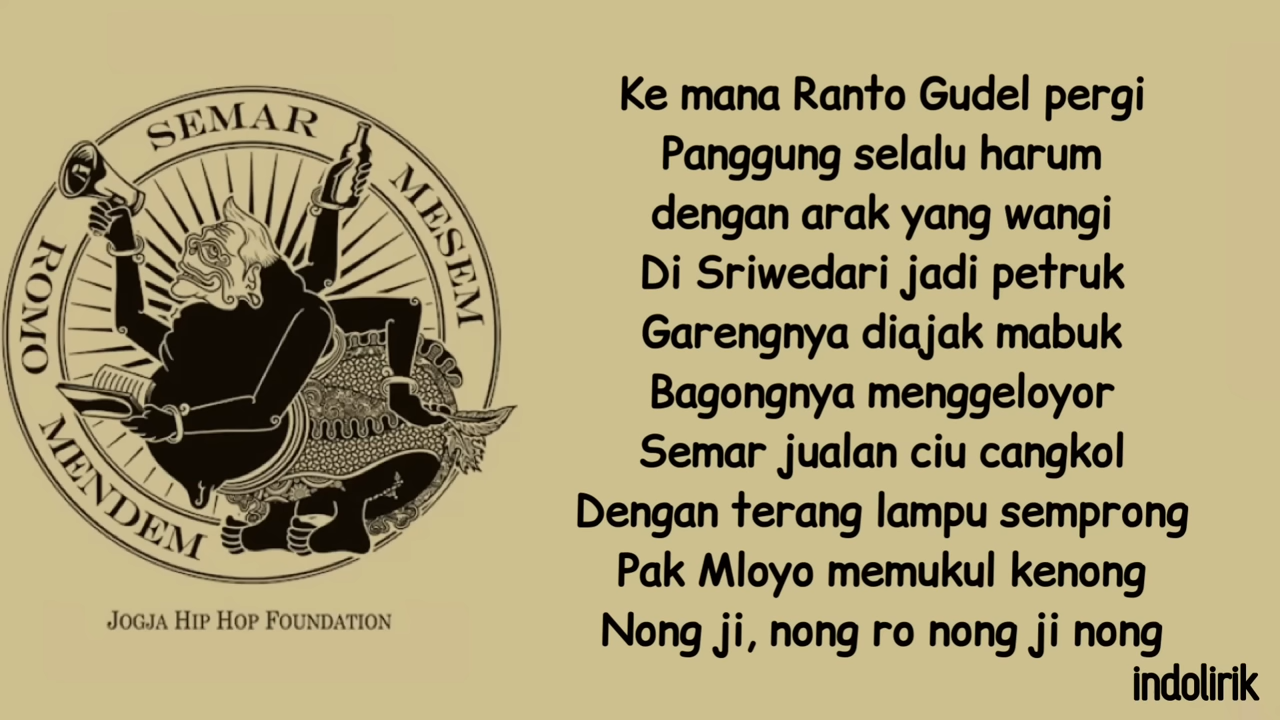 SEMAR MESEM
ROMO MENDEM
JOGJA HIP HOP FOUNDATION
Ke mana Ranto Gudel pergi
Panggung selalu harum
dengan arak yang wangi
Di Sriwedari jadi petruk
Garengnya diajak mabuk
Bagongnya menggeloyor
Semar jualan ciu cangkol
Dengan terang lampu semprong
Pak Mloyo memukul kenong
Nong ji, nong ro nong ji nong
indolirik